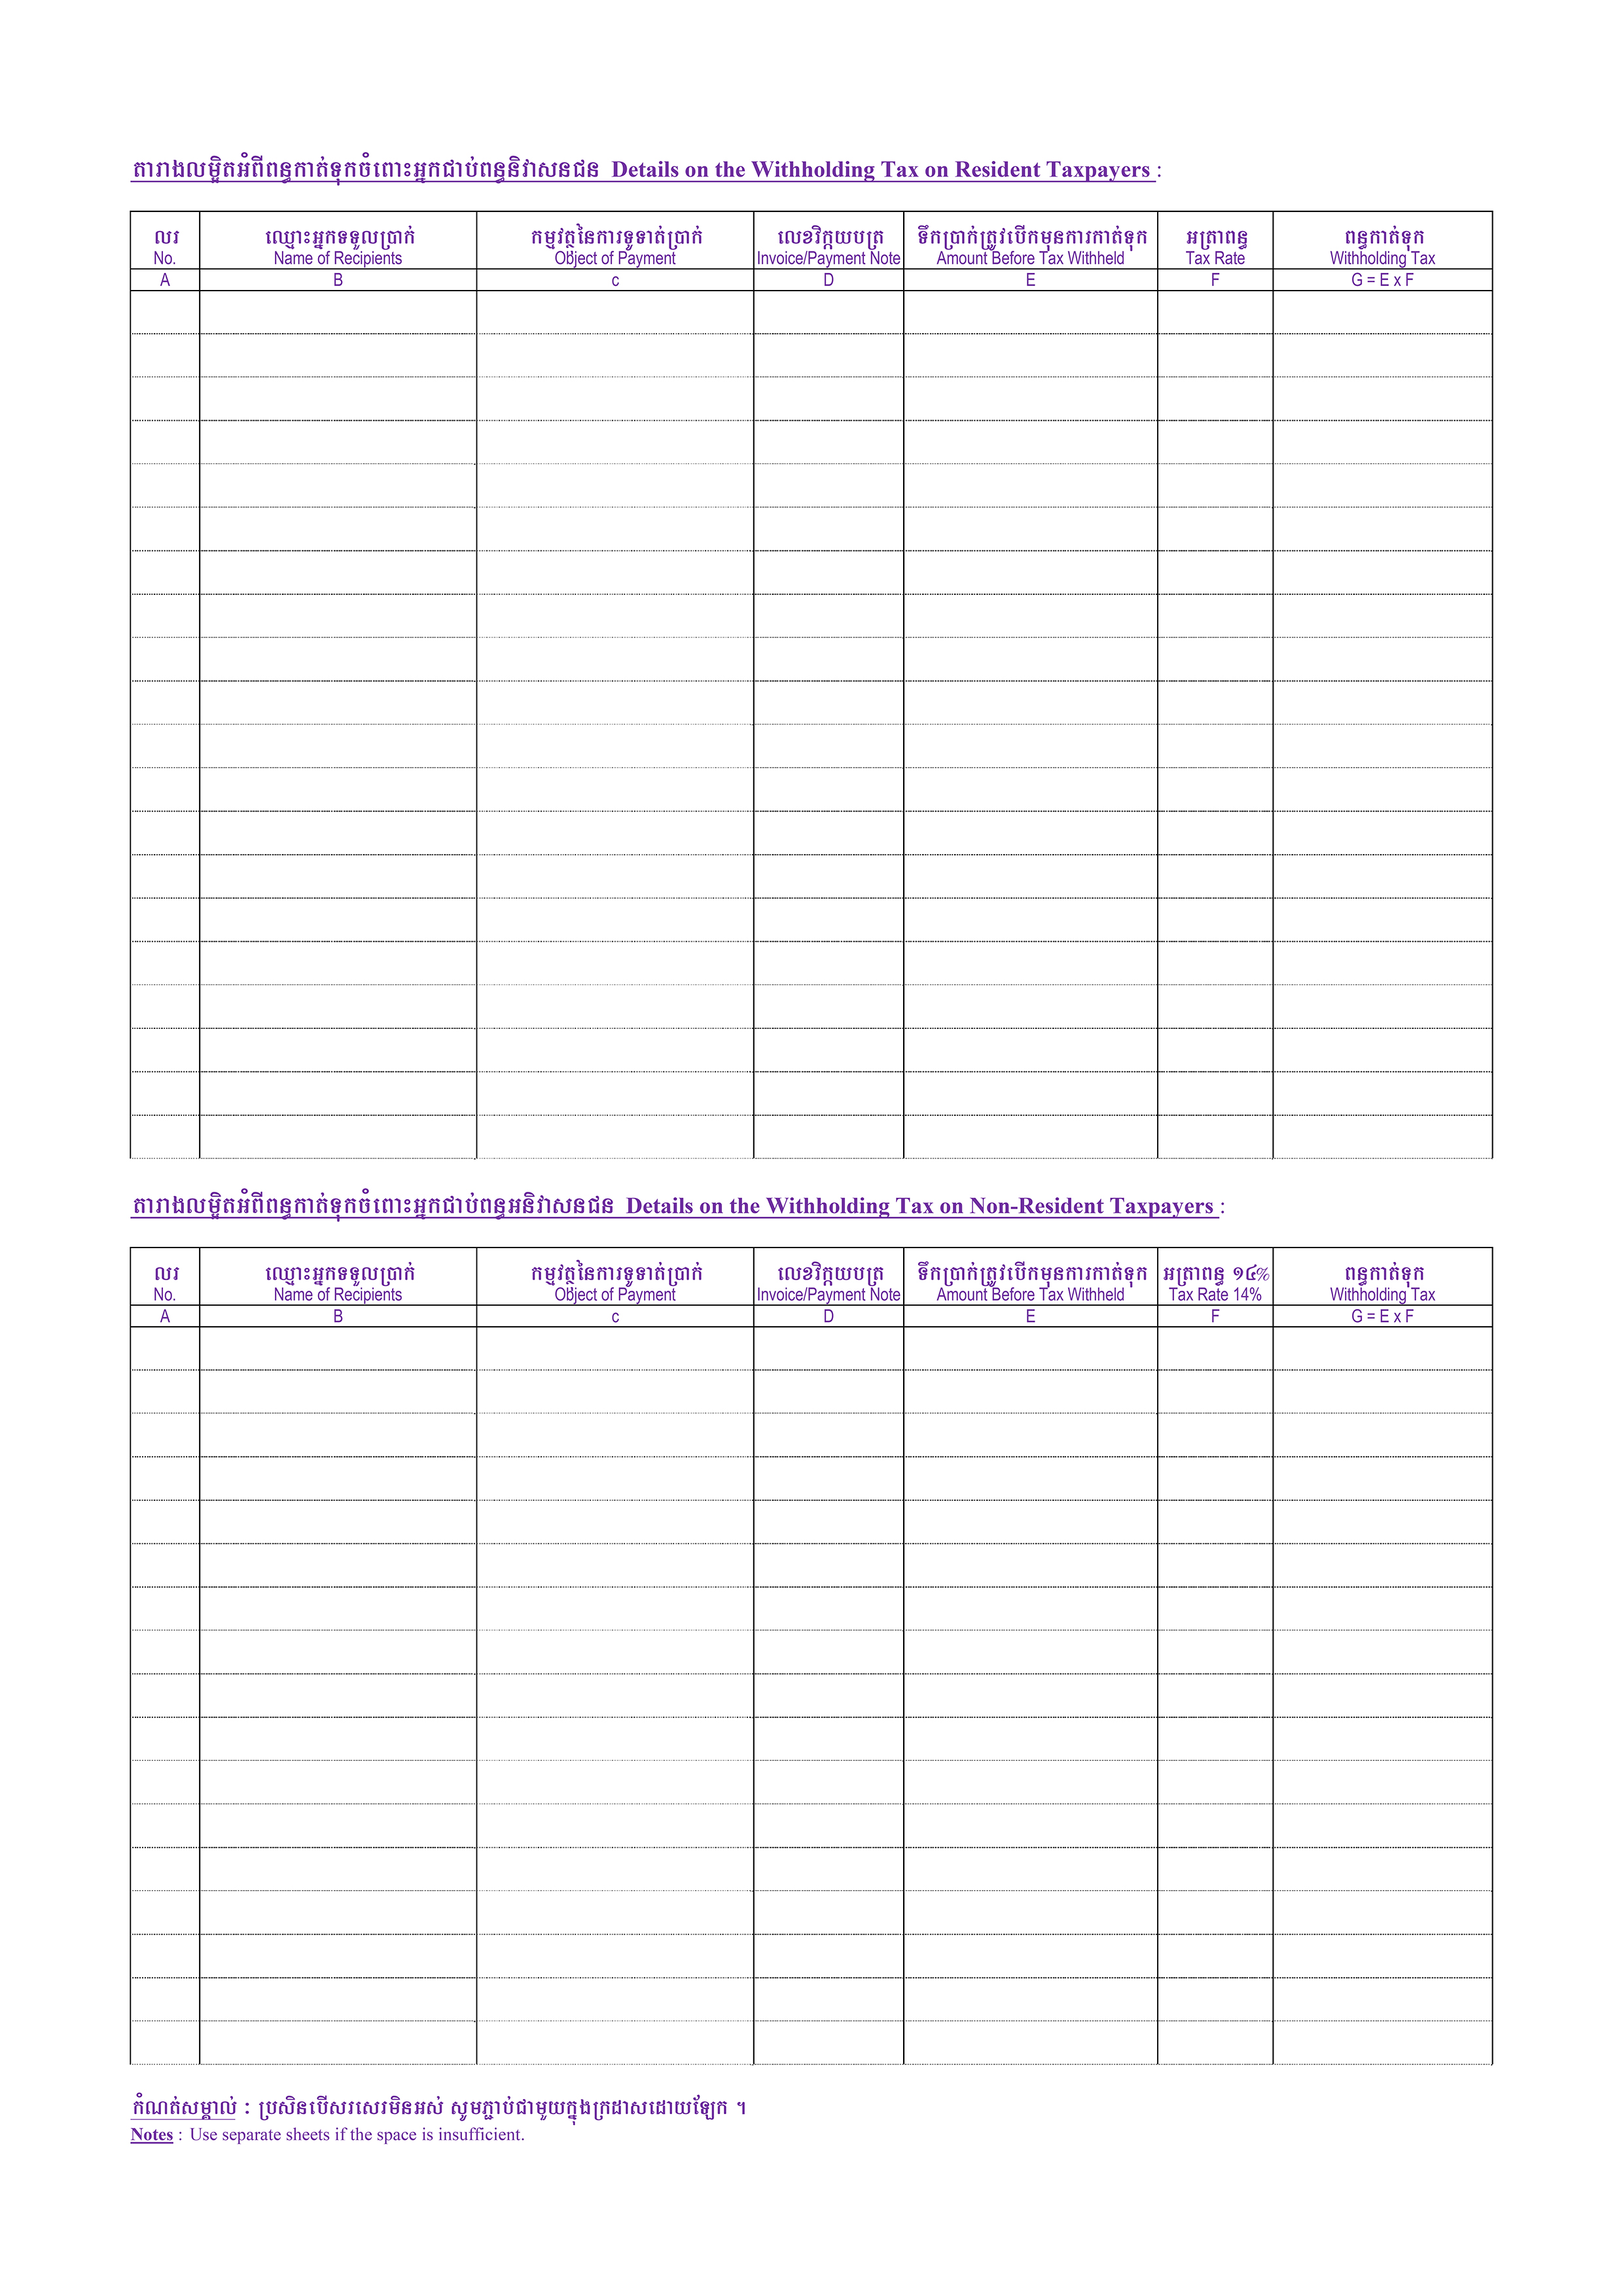 តារាងលម្អិតអំពីពន្ធកាត់ទុកចំពោះអ្នកជាប់ពន្ធនិវាសនជន Details on the Withholding Tax on Resident Taxpayers :
លរ ឈ្មោះអ្នកទទួលប្រាក់ កម្មវត្ថុនៃការទូទាត់ប្រាក់ លេខវិក្កយបត្រ ទឹកប្រាក់ត្រូវបើកមុនការកាត់ទុក អត្រាពន្ធ ពន្ធកាត់ទុក
No. Name of Recipients Object of Payment Invoice/Payment Note Amount Before Tax Withheld Tax Rate Withholding Tax
A B c D E F G = E x F
តារាងលម្អិតអំពីពន្ធកាត់ទុកចំពោះអ្នកជាប់ពន្ធអនិវាសនជន Details on the Withholding Tax on Non-Resident Taxpayers :
លរ ឈ្មោះអ្នកទទួលប្រាក់ កម្មវត្ថុនៃការទូទាត់ប្រាក់ លេខវិក្កយបត្រ ទឹកប្រាក់ត្រូវបើកមុនការកាត់ទុក អត្រាពន្ធ ១៤% ពន្ធកាត់ទុក
No. Name of Recipients Object of Payment Invoice/Payment Note Amount Before Tax Withheld Tax Rate 14% Withholding Tax
A B c D E F G = E x F
កំណត់សម្គាល់ : ប្រសិនបើសរសេរមិនអស់ សូមភ្ជាប់ជាមួយក្នុងក្រដាសដោយឡែក ។
Notes : Use separate sheets if the space is insufficient.